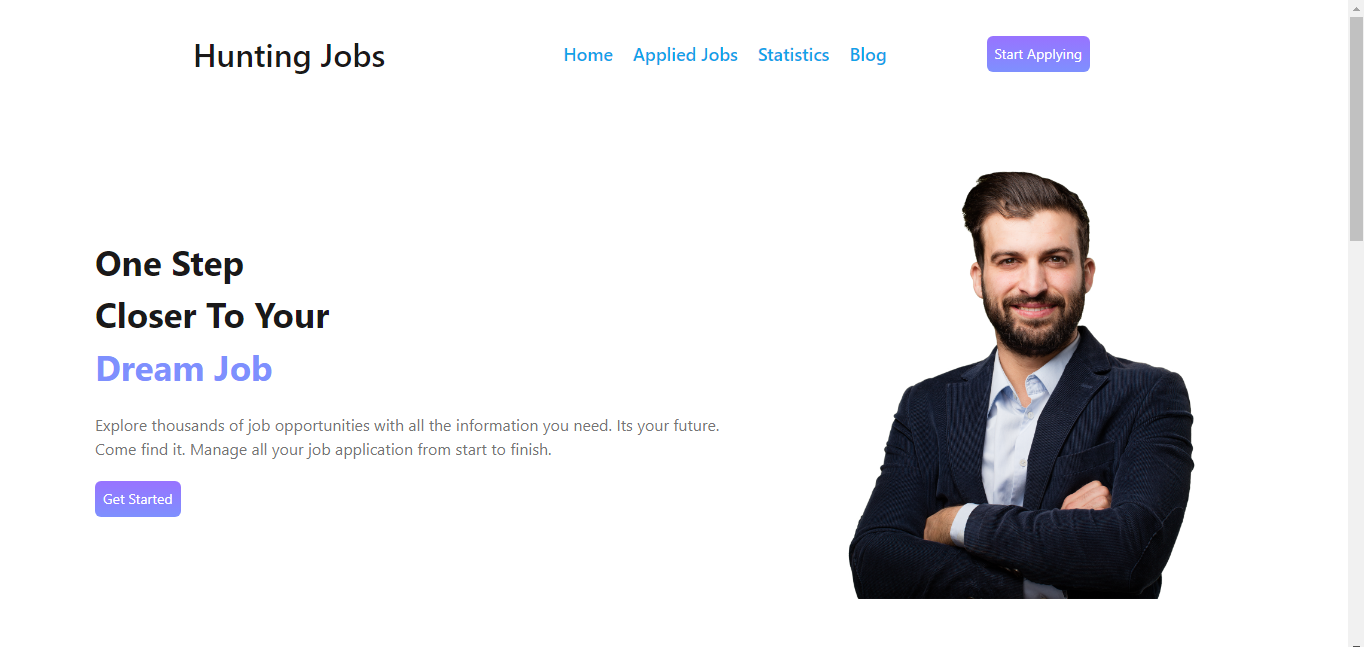 Hunting Jobs
Home Applied Jobs Statistics Blog
Start Applying
One Step
Closer To Your
Dream Job
Explore thousands of job opportunities with all the information you need. Its your future.
Come find it. Manage all your job application from start to finish.
Get Started